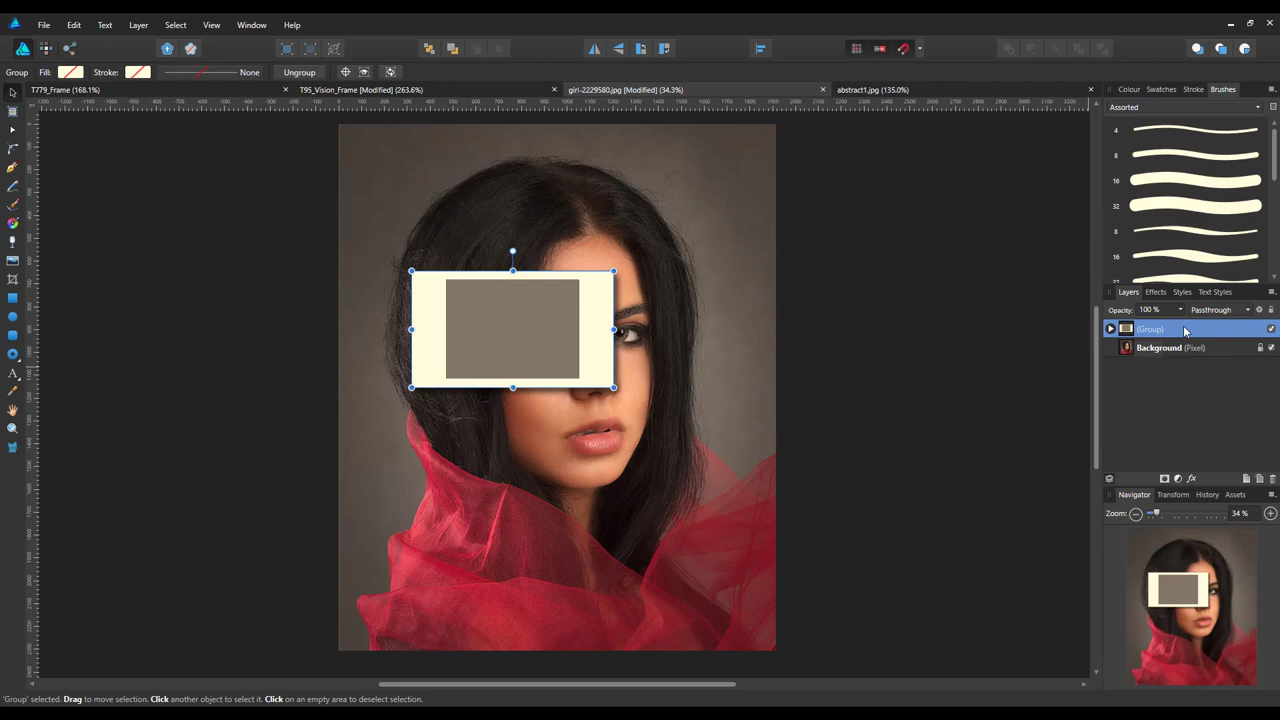 File Edit Text Layer Select View Window Help
Group Fill: Stroke: None Ungroup
T779_Frame (168.1%) T95_Vision_Frame [Modified] (263.6%) girl-2229580.jpg [Modified] (34.3%) abstract1.jpg (135.0%)
Colour Swatches Stroke Brushes
Assorted
4
8
16
32
8
16
32
Layers Effects Styles Text Styles
Opacity: 100 % Passthrough
(Group)
Background (Pixel)
Navigator Transform History Assets
Zoom: 34 %
'Group' selected. Drag to move selection. Click another object to select it. Click on an empty area to deselect selection.